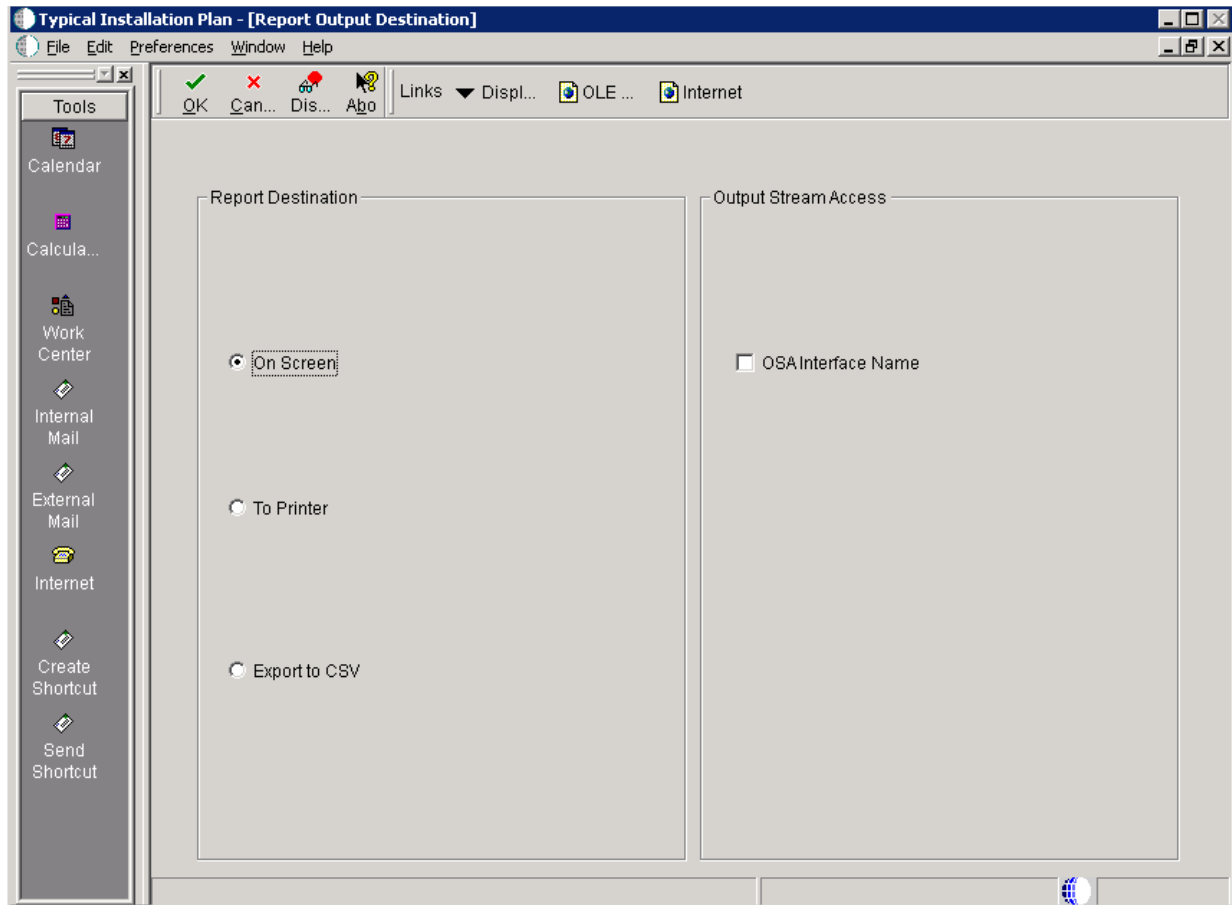 Typical Installation Plan - [Report Output Destination]
File Edit Preferences Window Help
Tools
Calendar
Calcula...
Work
Center
Internal
Mail
External
Mail
Internet
Create
Shortcut
Send
Shortcut
OK Can... Dis... Abo Links Displ... OLE ... Internet
Report Destination
On Screen
To Printer
Export to CSV
Output Stream Access
OSA Interface Name